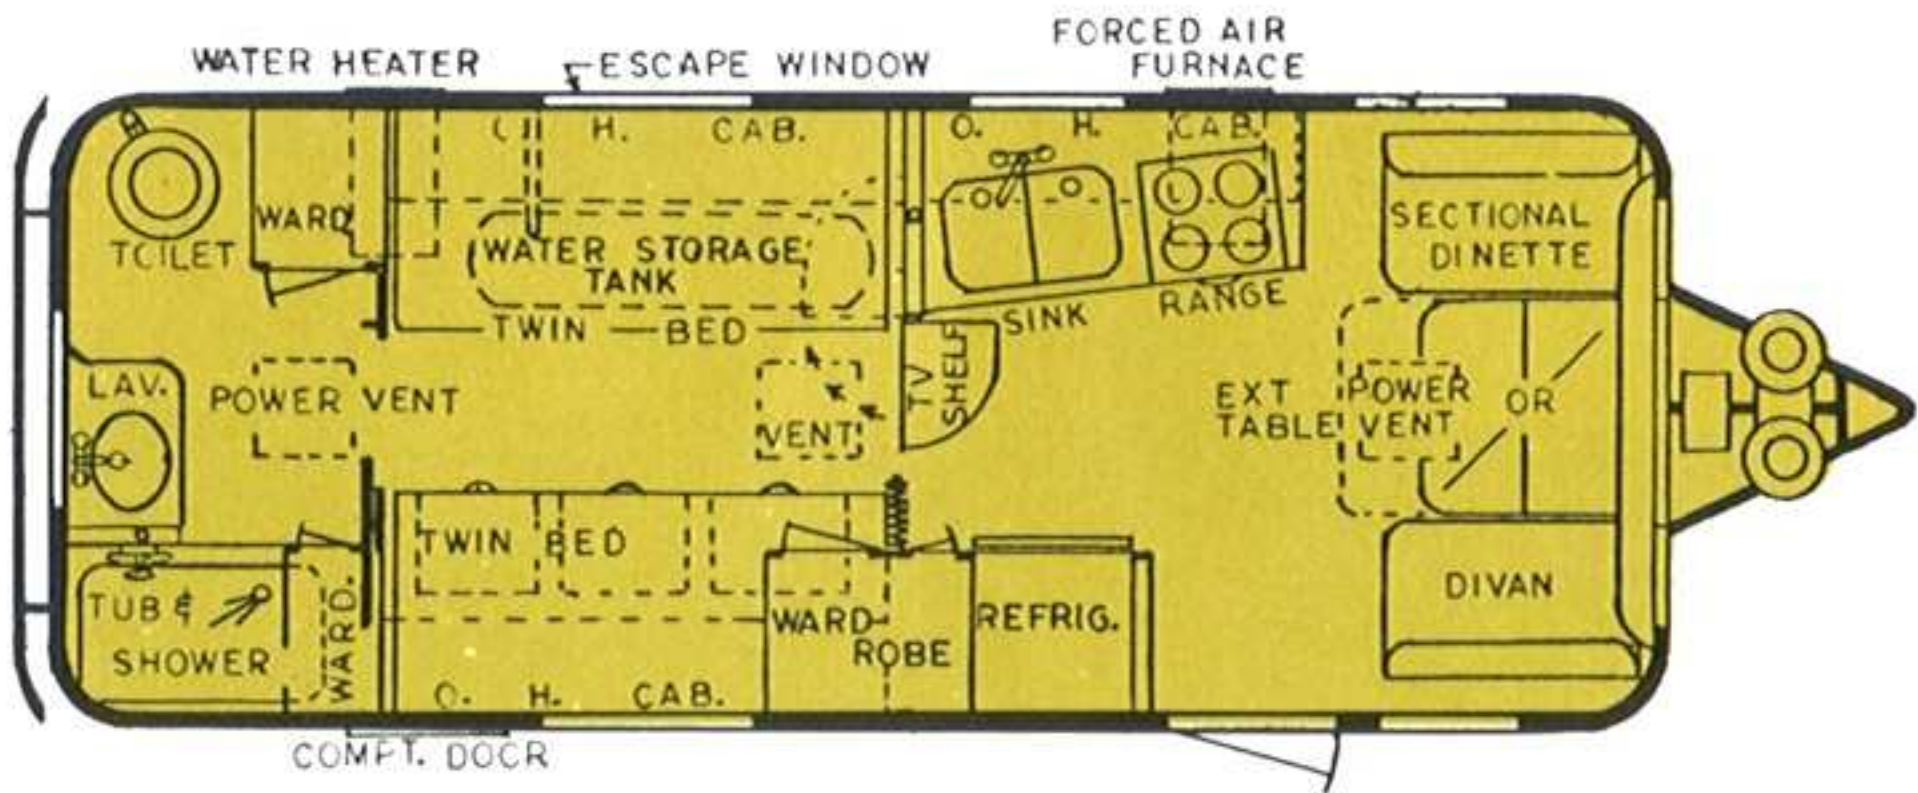 FORCED AIR
FURNACE
WATER HEATER
ESCAPE WINDOW
O. H. CAB.
O. H. CAB.
WARD
TOILET
WATER STORAGE
TANK
TWIN BED
SINK
RANGE
SECTIONAL
DINETTE
LAV.
POWER VENT
VENT
TV
SHELF
EXT
TABLE
POWER
VENT
OR
TWIN BED
TUB &
SHOWER
WARD.
WARD-
ROBE
REFRIG.
DIVAN
O. H. CAB.
COMPT. DOOR